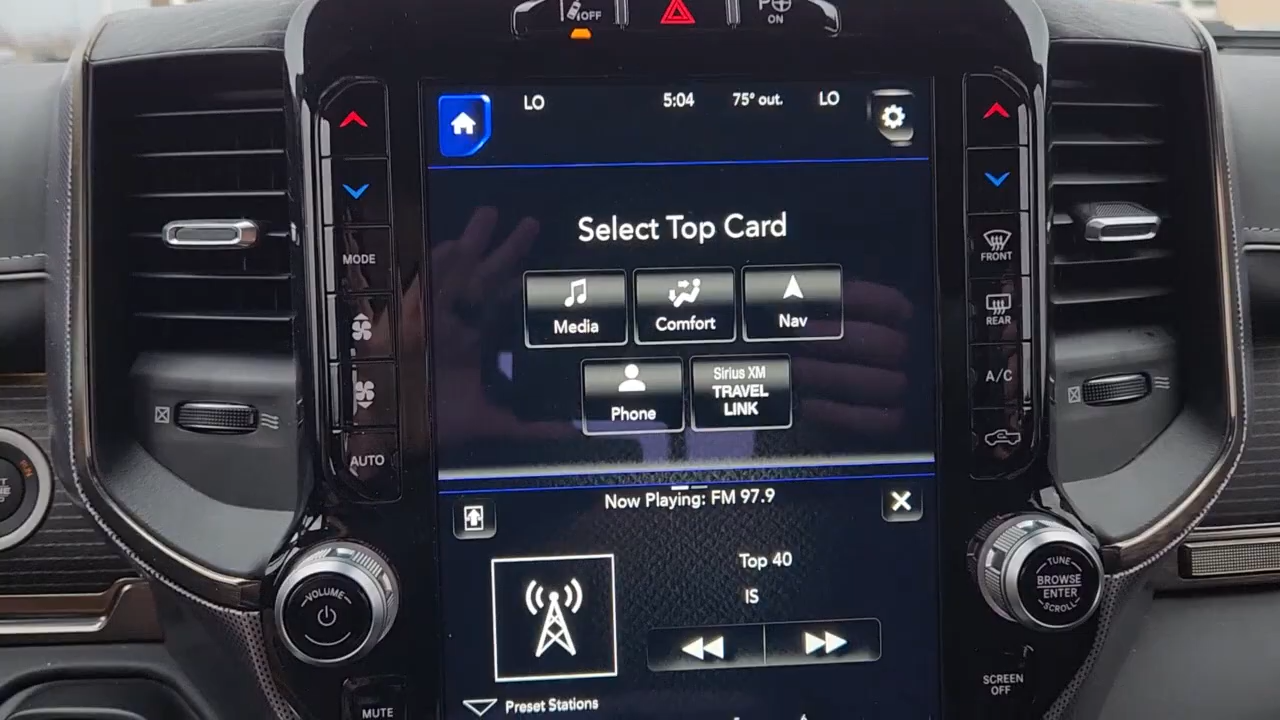 OFF
P
ON
LO
5:04
75° out.
LO
Select Top Card
MODE
FRONT
Media
Comfort
Nav
REAR
A/C
Phone
Sirius XM
TRAVEL
LINK
AUTO
Now Playing: FM 97.9
RUN
Top 40
IS
VOLUME
TUNE
BROWSE
ENTER
SCROLL
SCREEN
OFF
Preset Stations
MUTE